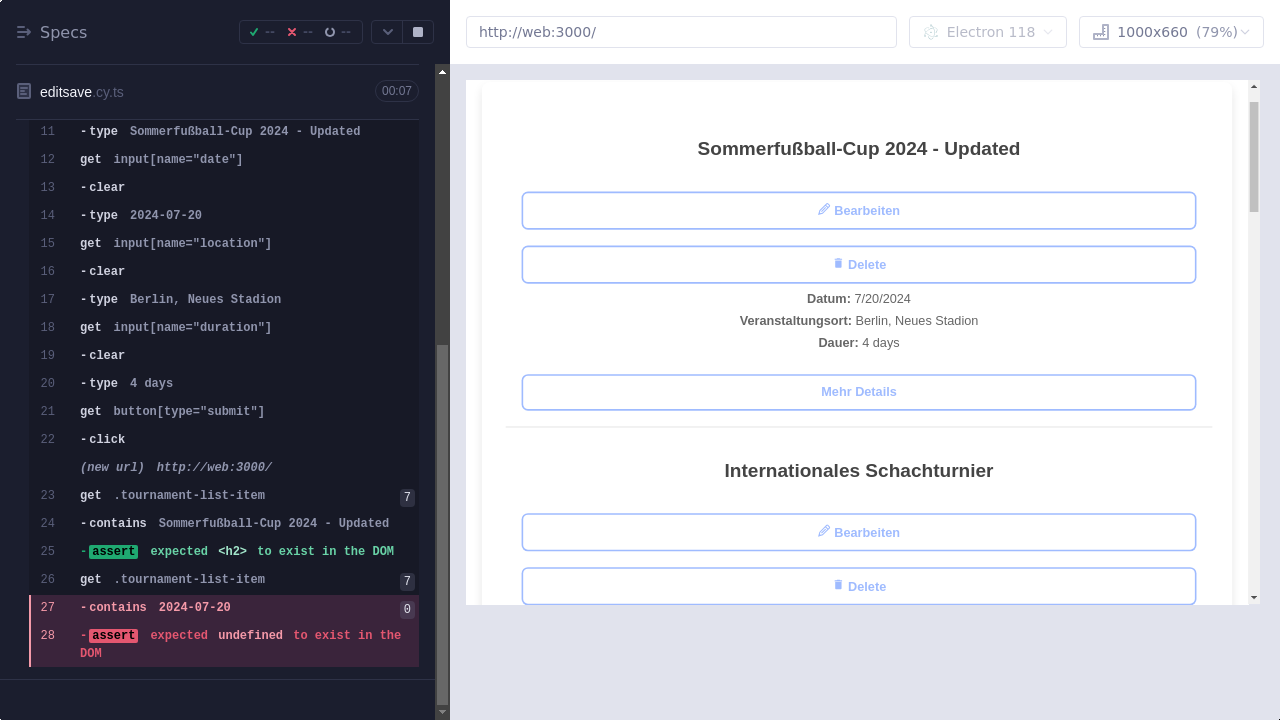 Specs
-- -- --
editsave.cy.ts
00:07
11 -type Sommerfußball-Cup 2024 - Updated
12 get input[name="date"]
13 -clear
14 -type 2024-07-20
15 get input[name="location"]
16 -clear
17 -type Berlin, Neues Stadion
18 get input[name="duration"]
19 -clear
20 -type 4 days
21 get button[type="submit"]
22 -click
(new url) http://web:3000/
23 get .tournament-list-item 7
24 -contains Sommerfußball-Cup 2024 - Updated
25 -assert expected <h2> to exist in the DOM
26 get .tournament-list-item 7
27 -contains 2024-07-20 0
28 -assert expected undefined to exist in the
DOM
http://web:3000/
Electron 118
1000x660 (79%)
Sommerfußball-Cup 2024 - Updated
Bearbeiten
Delete
Datum: 7/20/2024
Veranstaltungsort: Berlin, Neues Stadion
Dauer: 4 days
Mehr Details
Internationales Schachturnier
Bearbeiten
Delete